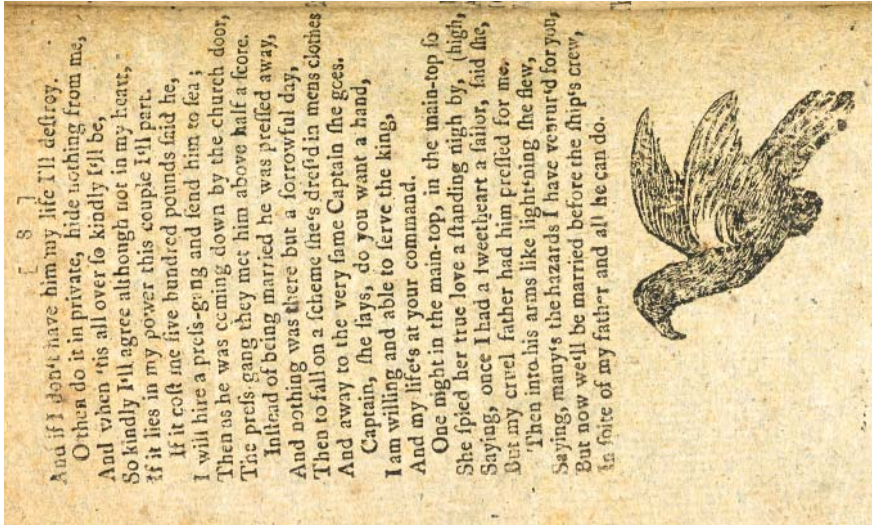 [ 8 ]
And if I don't have him my life I'll deſtroy.
O then do it in private, hide nothing from me,
And when 'tis all over ſo kindly I'll be,
So kindly I'll agree although not in my heart,
If it lies in my power this couple I'll part.
If it coſt me five hundred pounds ſaid he,
I will hire a preſs-gang and ſend him to ſea;
Then as he was coming down by the church door,
The preſs-gang they met him above half a ſcore.
Inſtead of being married he was preſſed away,
And nothing was there but a ſorrowful day,
Then to fall on a ſcheme ſhe's dreſs'd in mens clothes
And away to the very ſame Captain ſhe goes.
Captain, ſhe ſays, do you want a hand,
I am willing and able to ſerve the king,
And my life's at your command.
One night in the main-top, in the main-top ſo
She ſpied her true love a ſtanding nigh by, (high,
Saying, once I had a ſweetheart a ſailor, ſaid ſhe,
But my cruel father had him preſſed for me.
Then into his arms like light'ning ſhe flew,
Saying, many's the hazards I have ventur'd for you,
But now we'll be married before the ſhip's crew,
In ſpite of my father and all he can do.